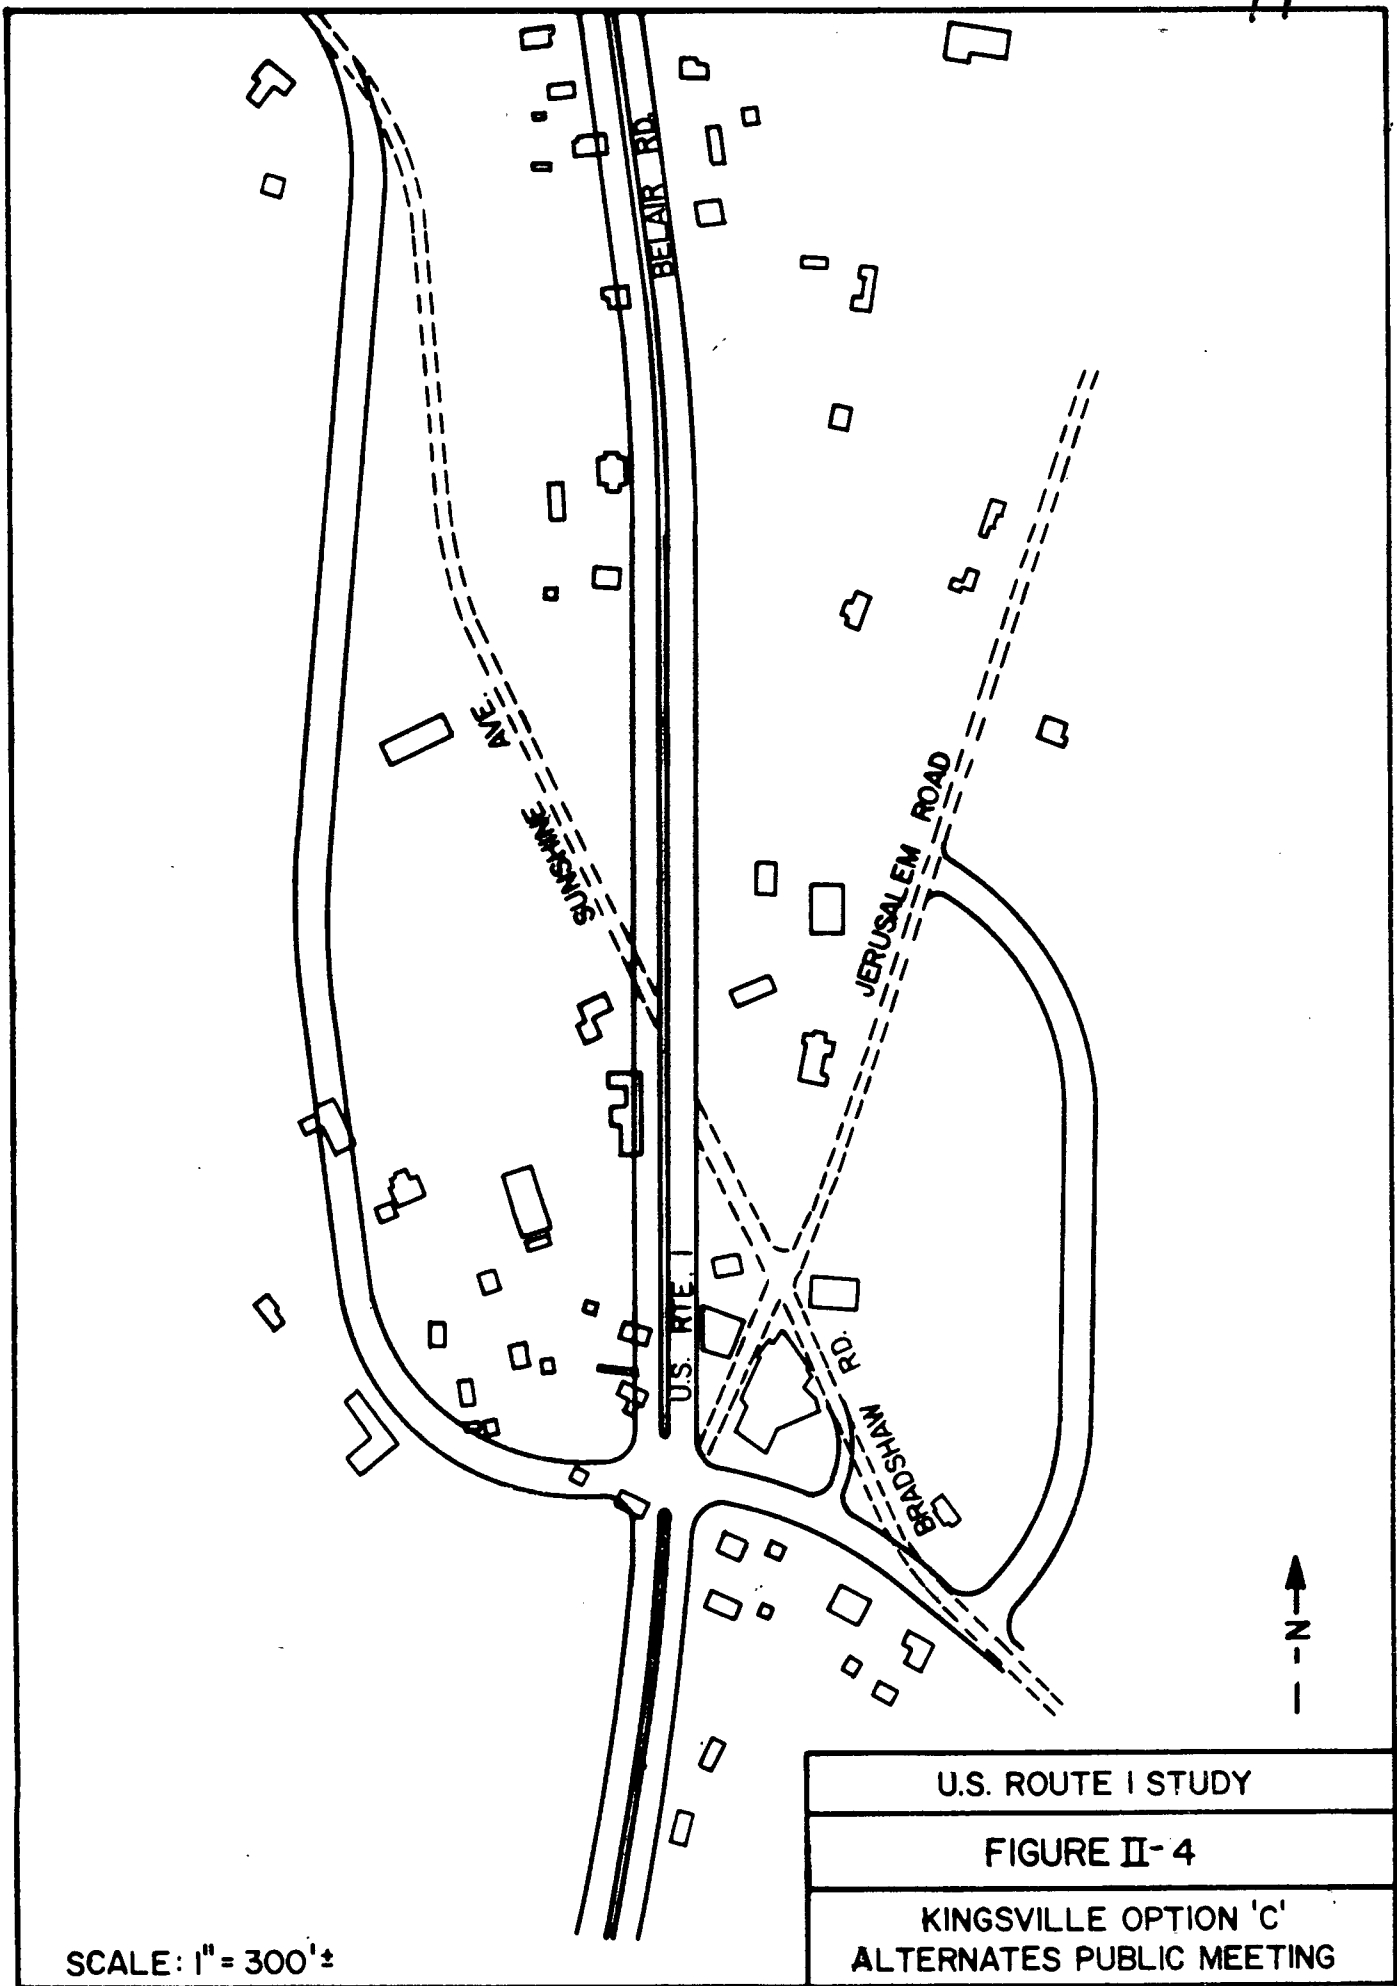 BELAIR RD.
SUNSHINE AVE.
JERUSALEM ROAD
U.S. RTE. 1
BRADSHAW RD.
N
U.S. ROUTE 1 STUDY
FIGURE II-4
KINGSVILLE OPTION 'C'
ALTERNATES PUBLIC MEETING
SCALE: 1" = 300'±